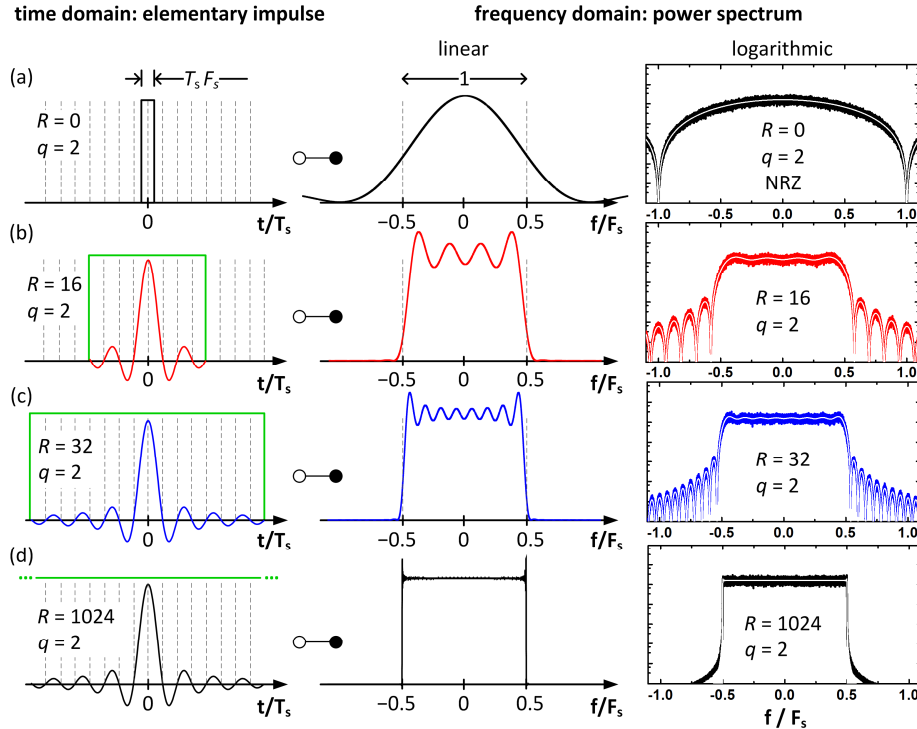 time domain: elementary impulse
frequency domain: power spectrum
linear
logarithmic
(a)
T_s F_s
1
R = 0
q = 2
0
t/T_s
−0.5 0 0.5
f/F_s
R = 0
q = 2
NRZ
-1.0 -0.5 0.0 0.5 1.0
(b)
R = 16
q = 2
0
t/T_s
−0.5 0 0.5
f/F_s
R = 16
q = 2
-1.0 -0.5 0.0 0.5 1.0
(c)
R = 32
q = 2
0
t/T_s
−0.5 0 0.5
f/F_s
R = 32
q = 2
-1.0 -0.5 0.0 0.5 1.0
(d)
R = 1024
q = 2
0
t/T_s
−0.5 0 0.5
f/F_s
R = 1024
q = 2
-1.0 -0.5 0.0 0.5 1.0
f / F_s